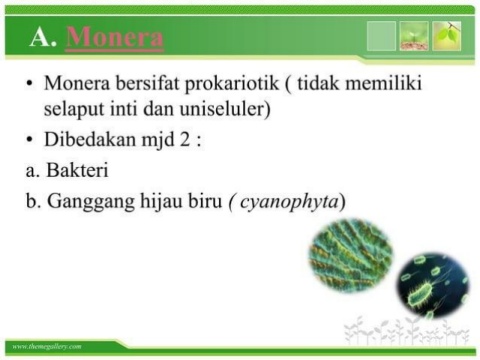 A. Monera
• Monera bersifat prokariotik ( tidak memiliki
selaput inti dan uniseluler)
• Dibedakan mjd 2 :
a. Bakteri
b. Ganggang hijau biru ( cyanophyta)
www.themegallery.com